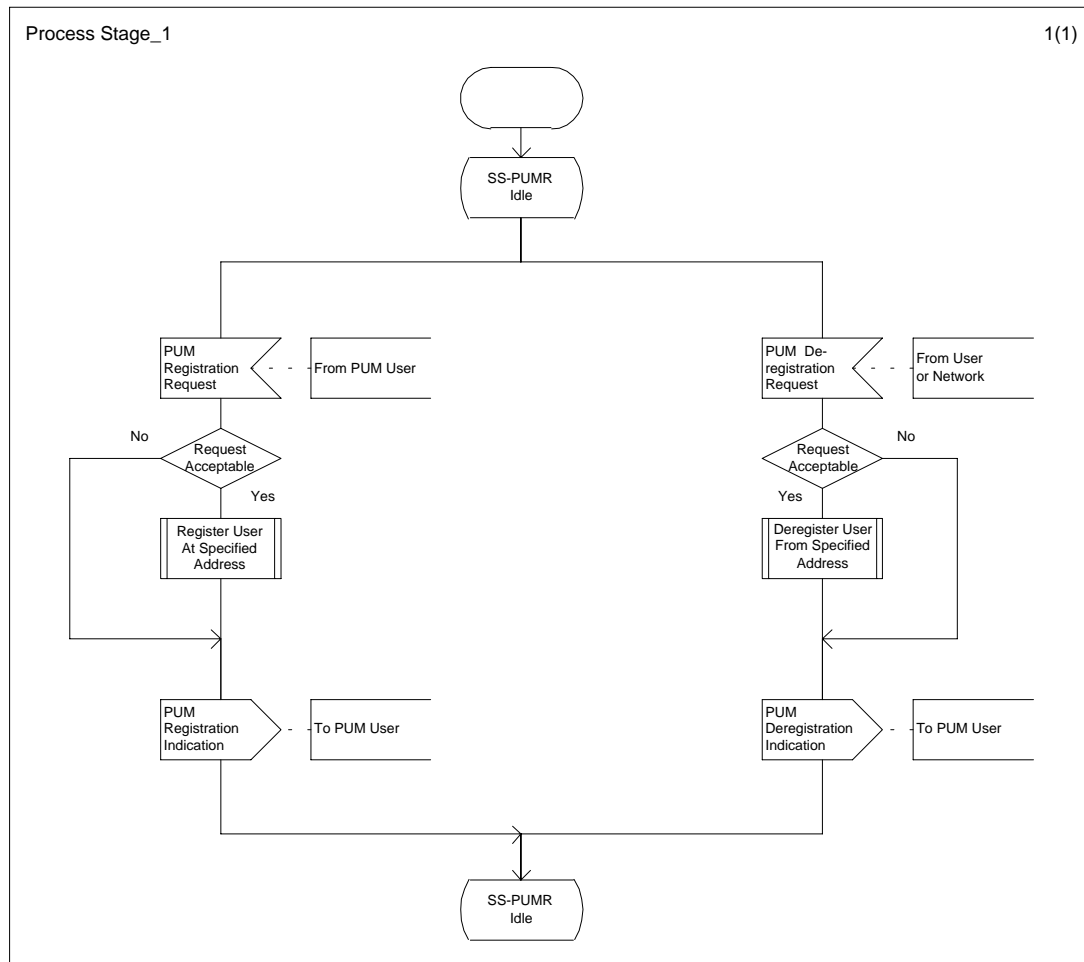 Process Stage_1
1(1)
SS-PUMR
Idle
PUM
Registration
Request
From PUM User
PUM De-
registration
Request
From User
or Network
No
Request
Acceptable
Yes
Request
Acceptable
No
Yes
Register User
At Specified
Address
Deregister User
From Specified
Address
PUM
Registration
Indication
To PUM User
PUM
Deregistration
Indication
To PUM User
SS-PUMR
Idle